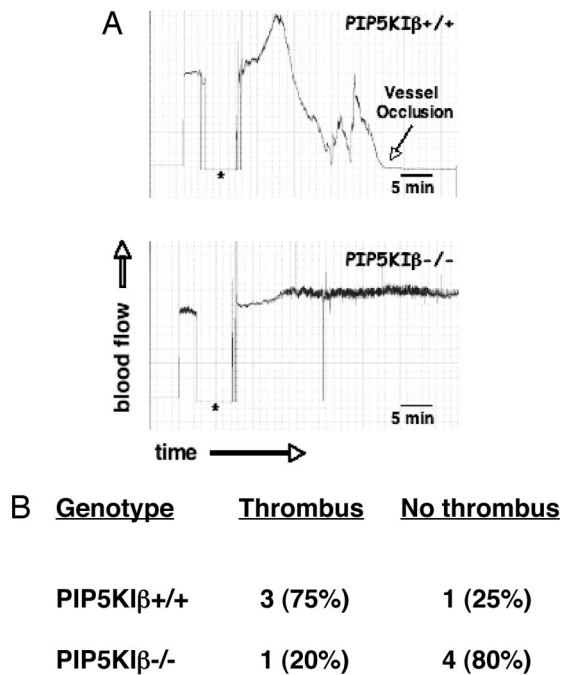 A
PIP5KIβ+/+
Vessel
Occlusion
*
5 min
PIP5KIβ-/-
blood flow
*
5 min
time
B
Genotype Thrombus No thrombus
PIP5KIβ+/+ 3 (75%) 1 (25%)
PIP5KIβ-/- 1 (20%) 4 (80%)